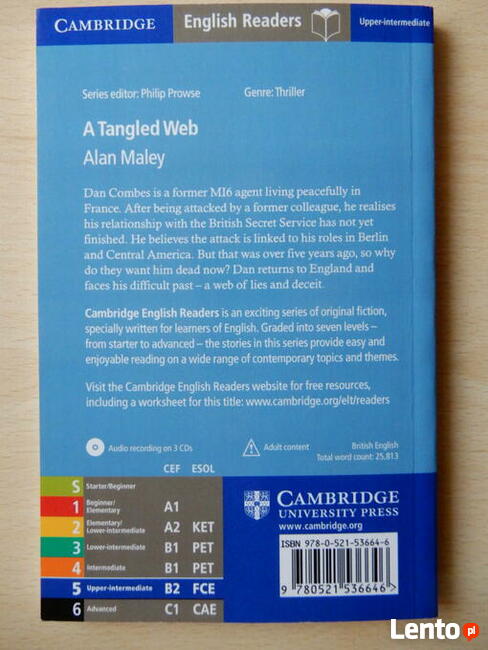 CAMBRIDGE English Readers Upper-intermediate
Series editor: Philip Prowse Genre: Thriller
A Tangled Web
Alan Maley
Dan Combes is a former MI6 agent living peacefully in
France. After being attacked by a former colleague, he realises
his relationship with the British Secret Service has not yet
finished. He believes the attack is linked to his roles in Berlin
and Central America. But that was over five years ago, so why
do they want him dead now? Dan returns to England and
faces his difficult past – a web of lies and deceit.
Cambridge English Readers is an exciting series of original fiction,
specially written for learners of English. Graded into seven levels –
from starter to advanced – the stories in this series provide easy and
enjoyable reading on a wide range of contemporary topics and themes.
Visit the Cambridge English Readers website for free resources,
including a worksheet for this title: www.cambridge.org/elt/readers
Audio recording on 3 CDs Adult content British English
Total word count: 25,813
CEF ESOL
S Starter/Beginner
1 Beginner/
Elementary A1
2 Elementary/
Lower-intermediate A2 KET
3 Lower-intermediate B1 PET
4 Intermediate B1 PET
5 Upper-intermediate B2 FCE
6 Advanced C1 CAE
CAMBRIDGE
UNIVERSITY PRESS
www.cambridge.org
ISBN 978-0-521-53664-6
9 780521 536646 >
Lento pl